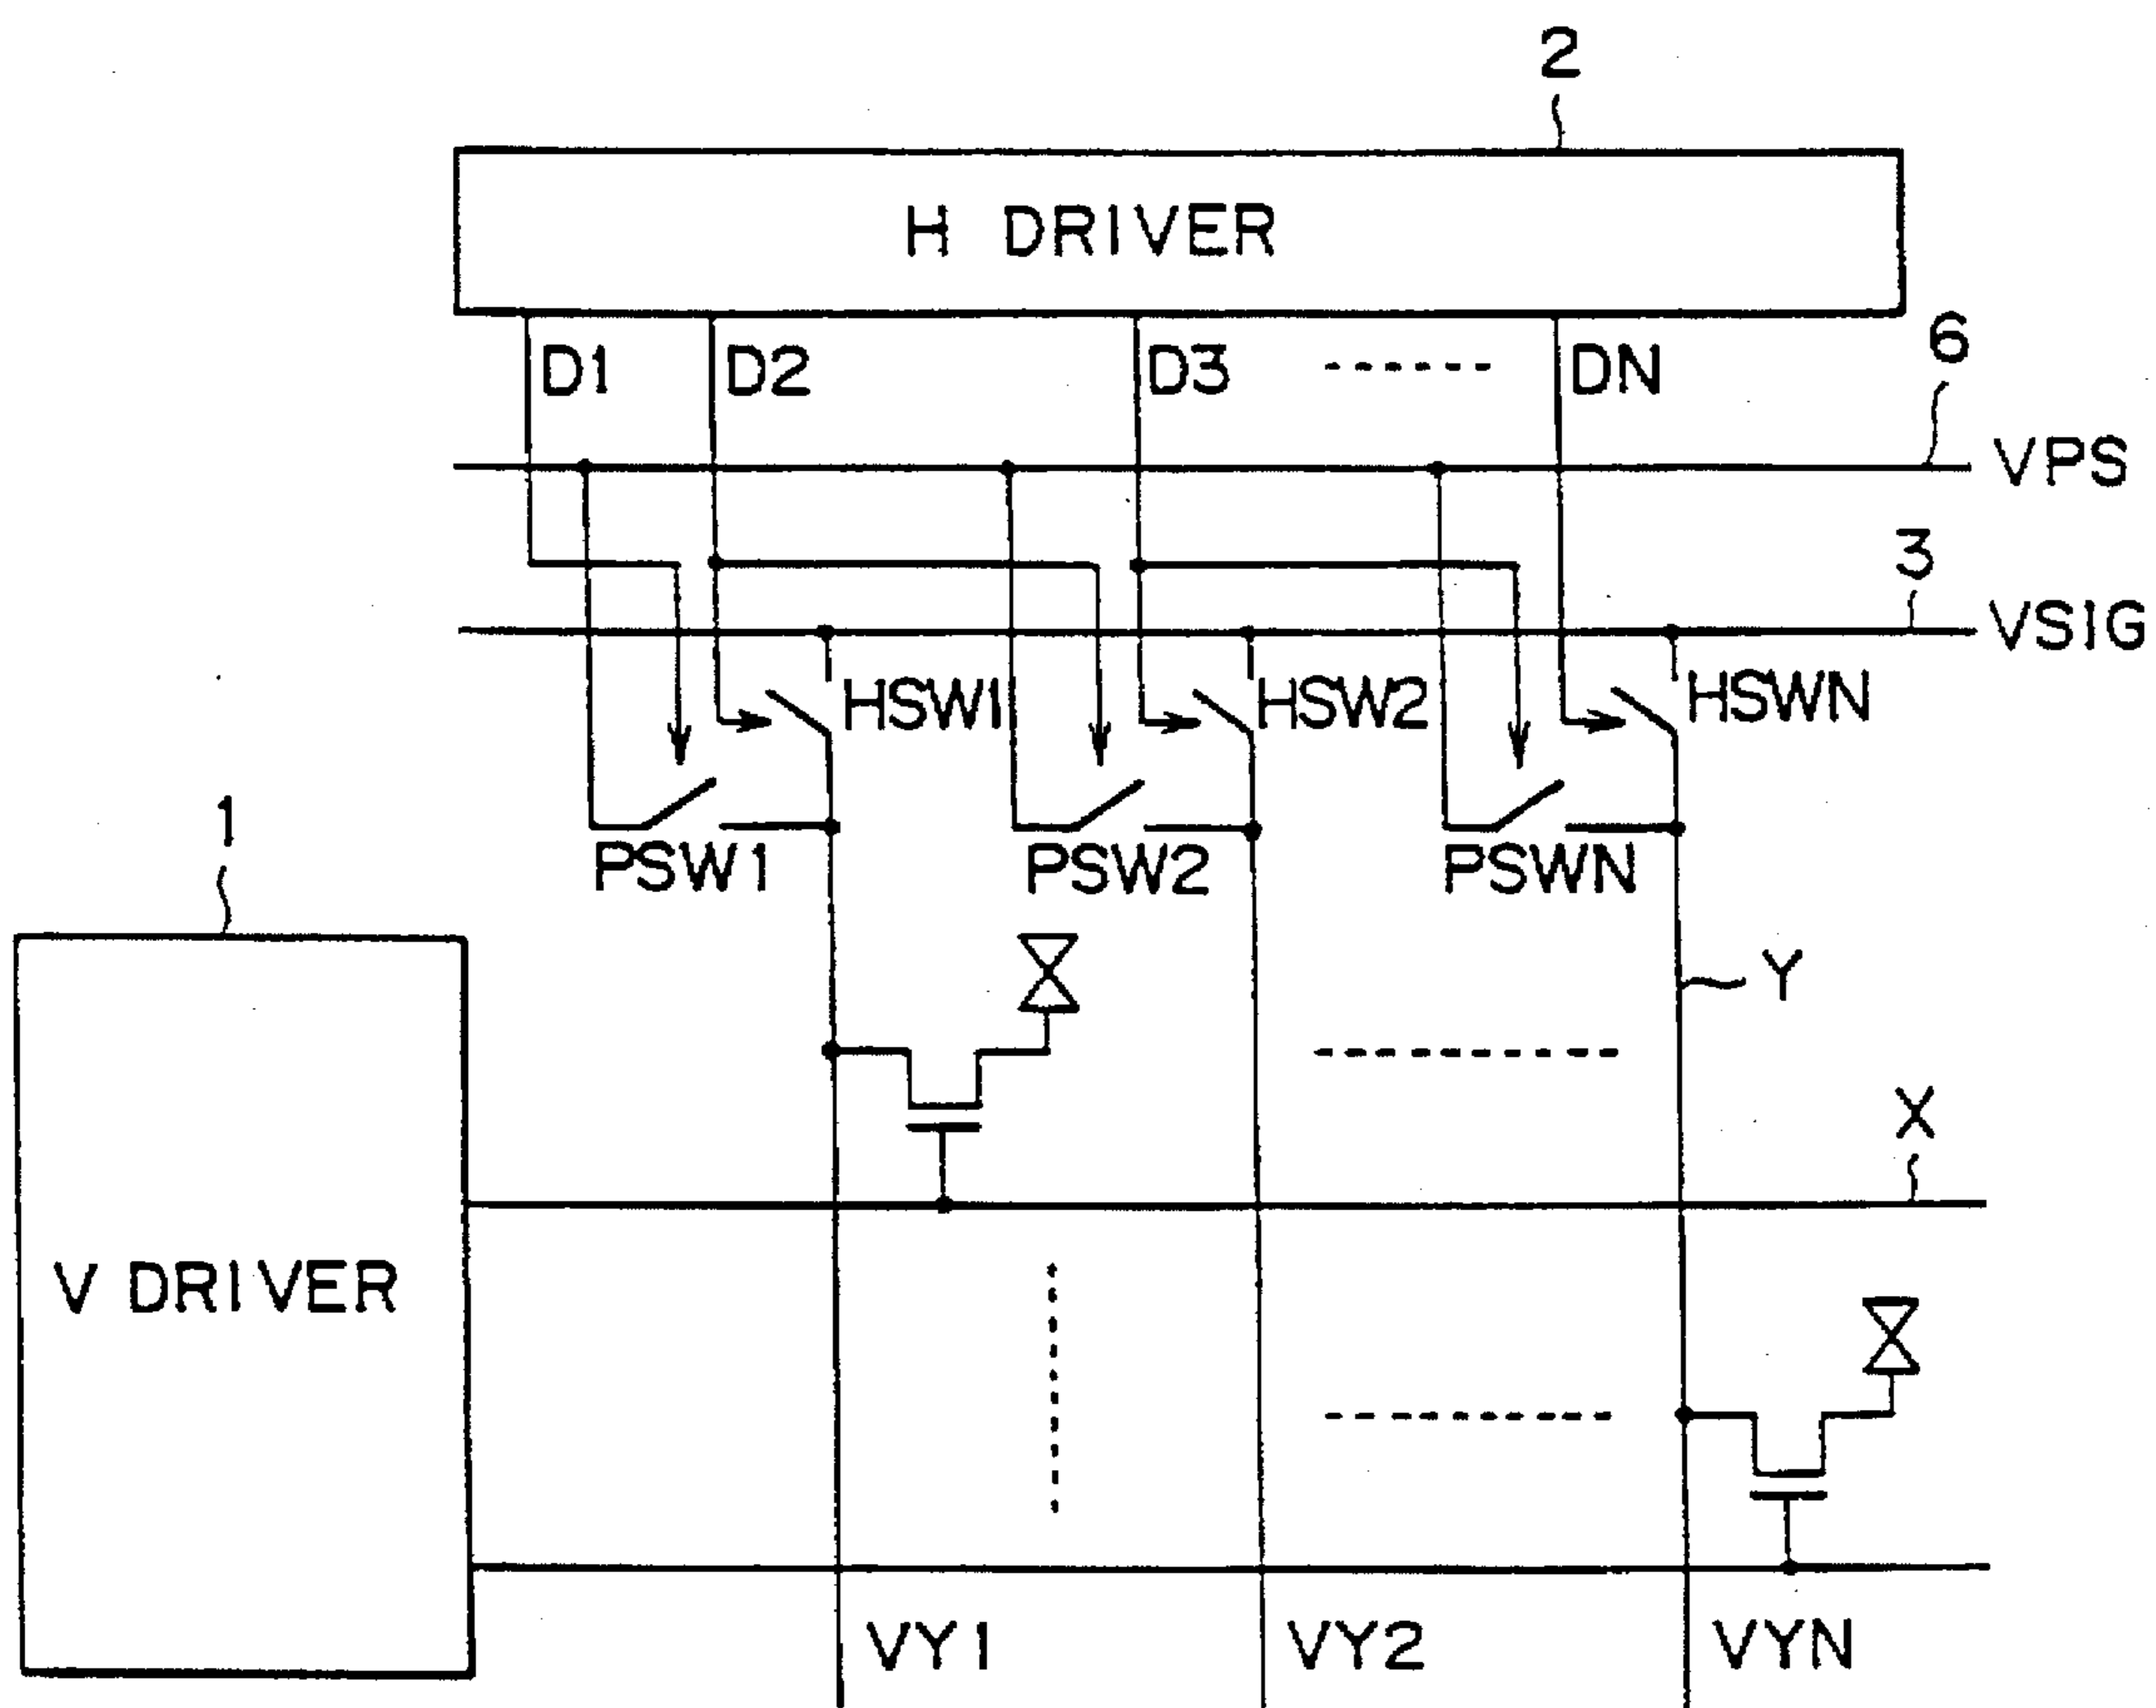 2
H DRIVER
D1 D2 D3 DN
6
VPS
3
VSIG
HSW1 HSW2 HSWN
PSW1 PSW2 PSWN
1
Y
X
V DRIVER
VY1 VY2 VYN